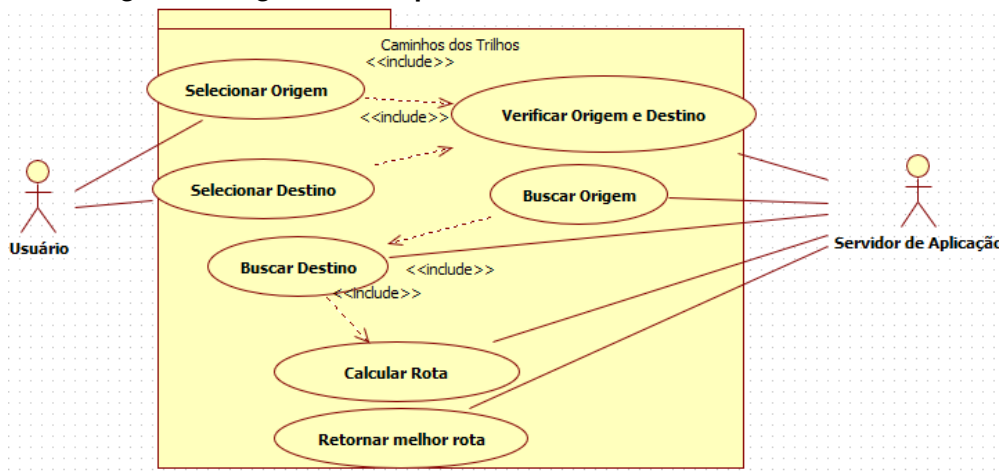 Caminhos dos Trilhos
<<include>>
Selecionar Origem
<<include>>
Verificar Origem e Destino
Selecionar Destino
Buscar Origem
Usuário
Servidor de Aplicação
Buscar Destino
<<include>>
<<include>>
Calcular Rota
Retornar melhor rota